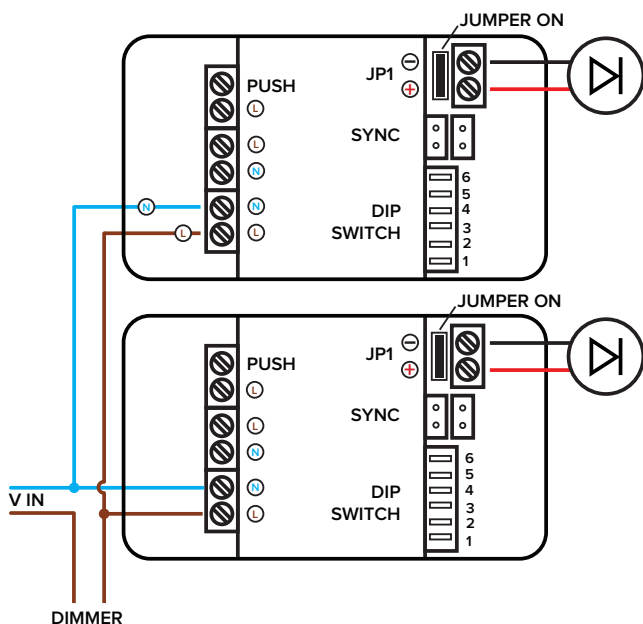 JUMPER ON
PUSH
L
JP1
−
+
L
SYNC
N
6
5
N
N
DIP
4
L
L
SWITCH
3
2
1
JUMPER ON
PUSH
L
JP1
−
+
L
SYNC
N
6
5
N
DIP
4
V IN
L
SWITCH
3
2
1
DIMMER